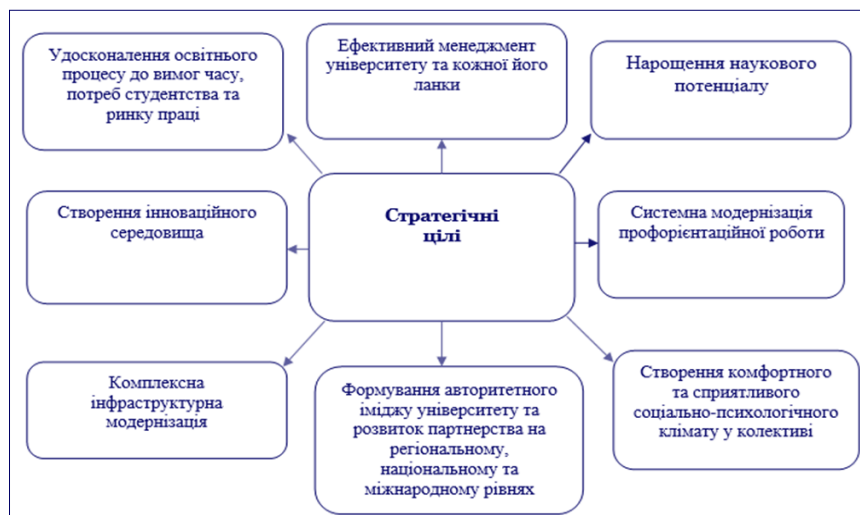 Удосконалення освітнього
процесу до вимог часу,
потреб студентства та
ринку праці
Ефективний менеджмент
університету та кожної його
ланки
Нарощення наукового
потенціалу
Створення інноваційного
середовища
Стратегічні
цілі
Системна модернізація
профорієнтаційної роботи
Комплексна
інфраструктурна
модернізація
Формування авторитетного
іміджу університету та
розвиток партнерства на
регіональному,
національному та
міжнародному рівнях
Створення комфортного
та сприятливого
соціально-психологічного
клімату у колективі